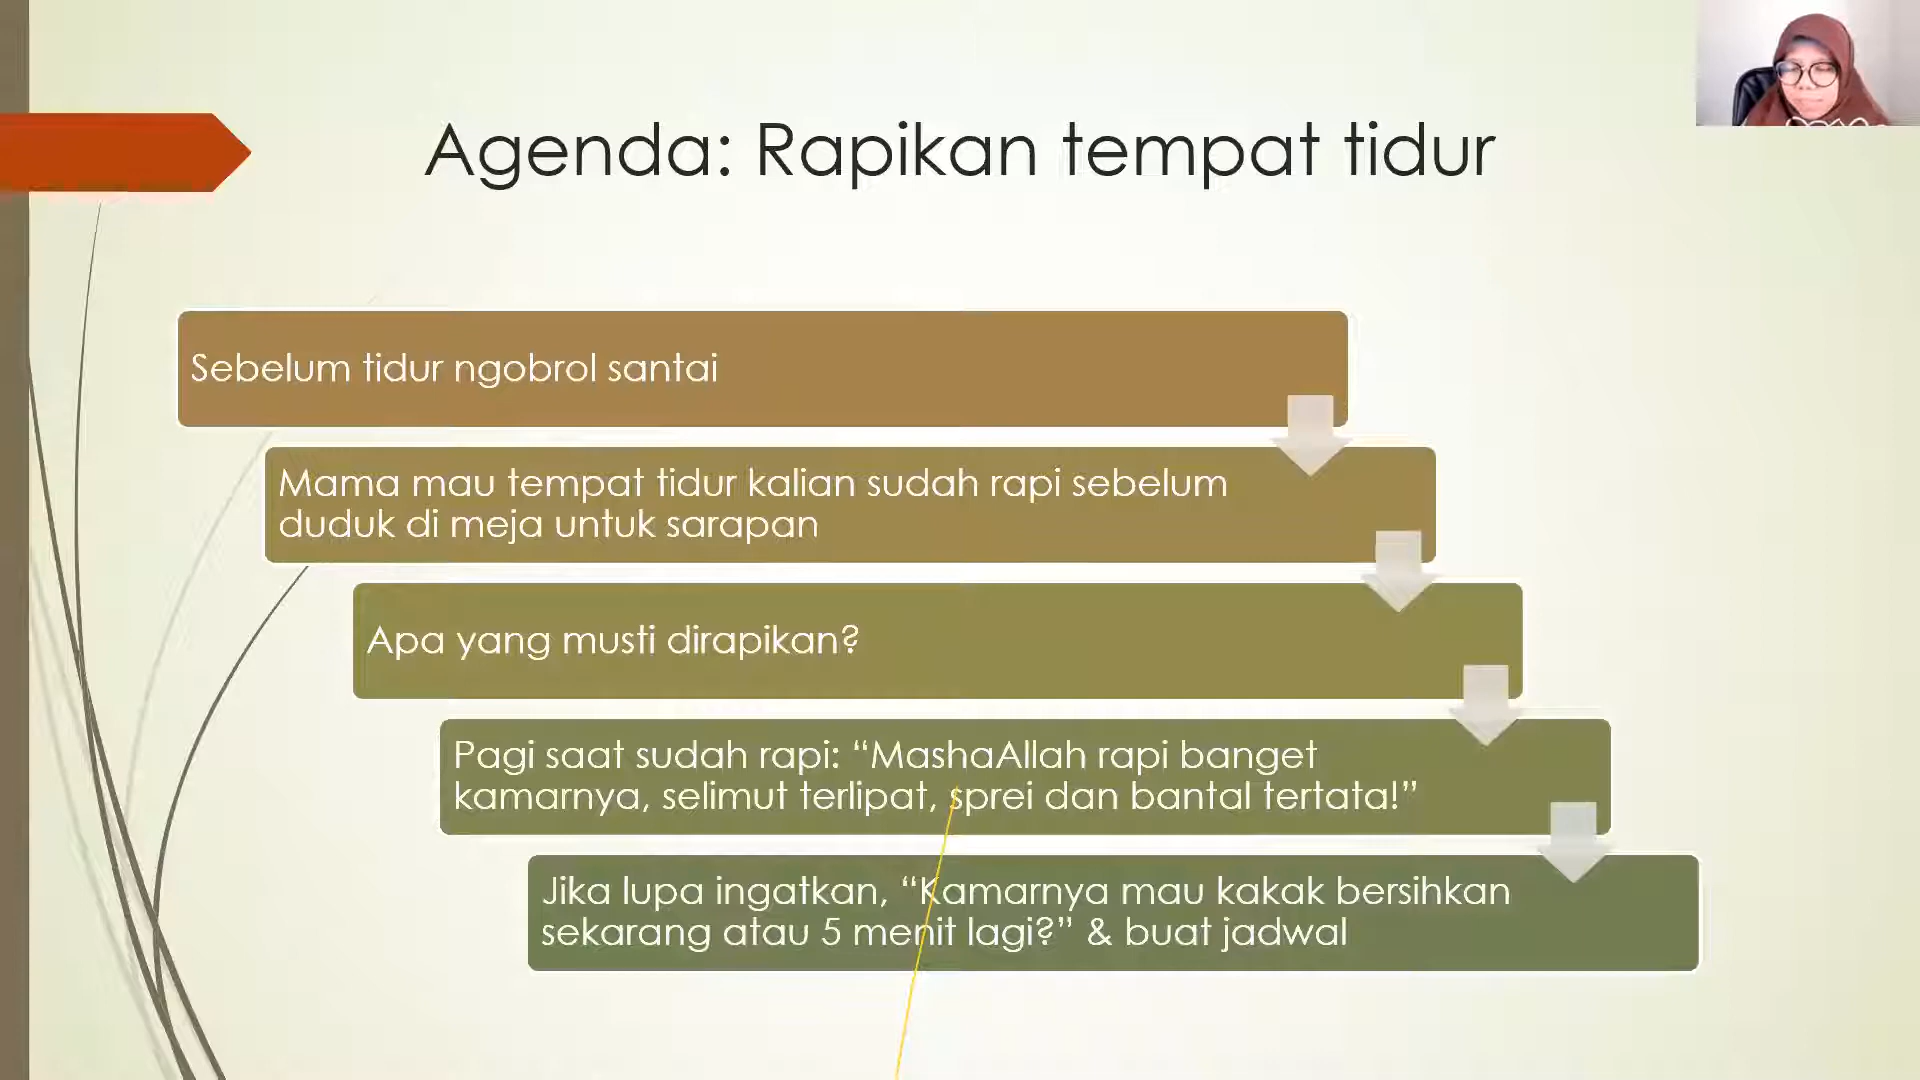 Agenda: Rapikan tempat tidur
Sebelum tidur ngobrol santai
Mama mau tempat tidur kalian sudah rapi sebelum
duduk di meja untuk sarapan
Apa yang musti dirapikan?
Pagi saat sudah rapi: “MashaAllah rapi banget
kamarnya, selimut terlipat, sprei dan bantal tertata!”
Jika lupa ingatkan, “Kamarnya mau kakak bersihkan
sekarang atau 5 menit lagi?” & buat jadwal